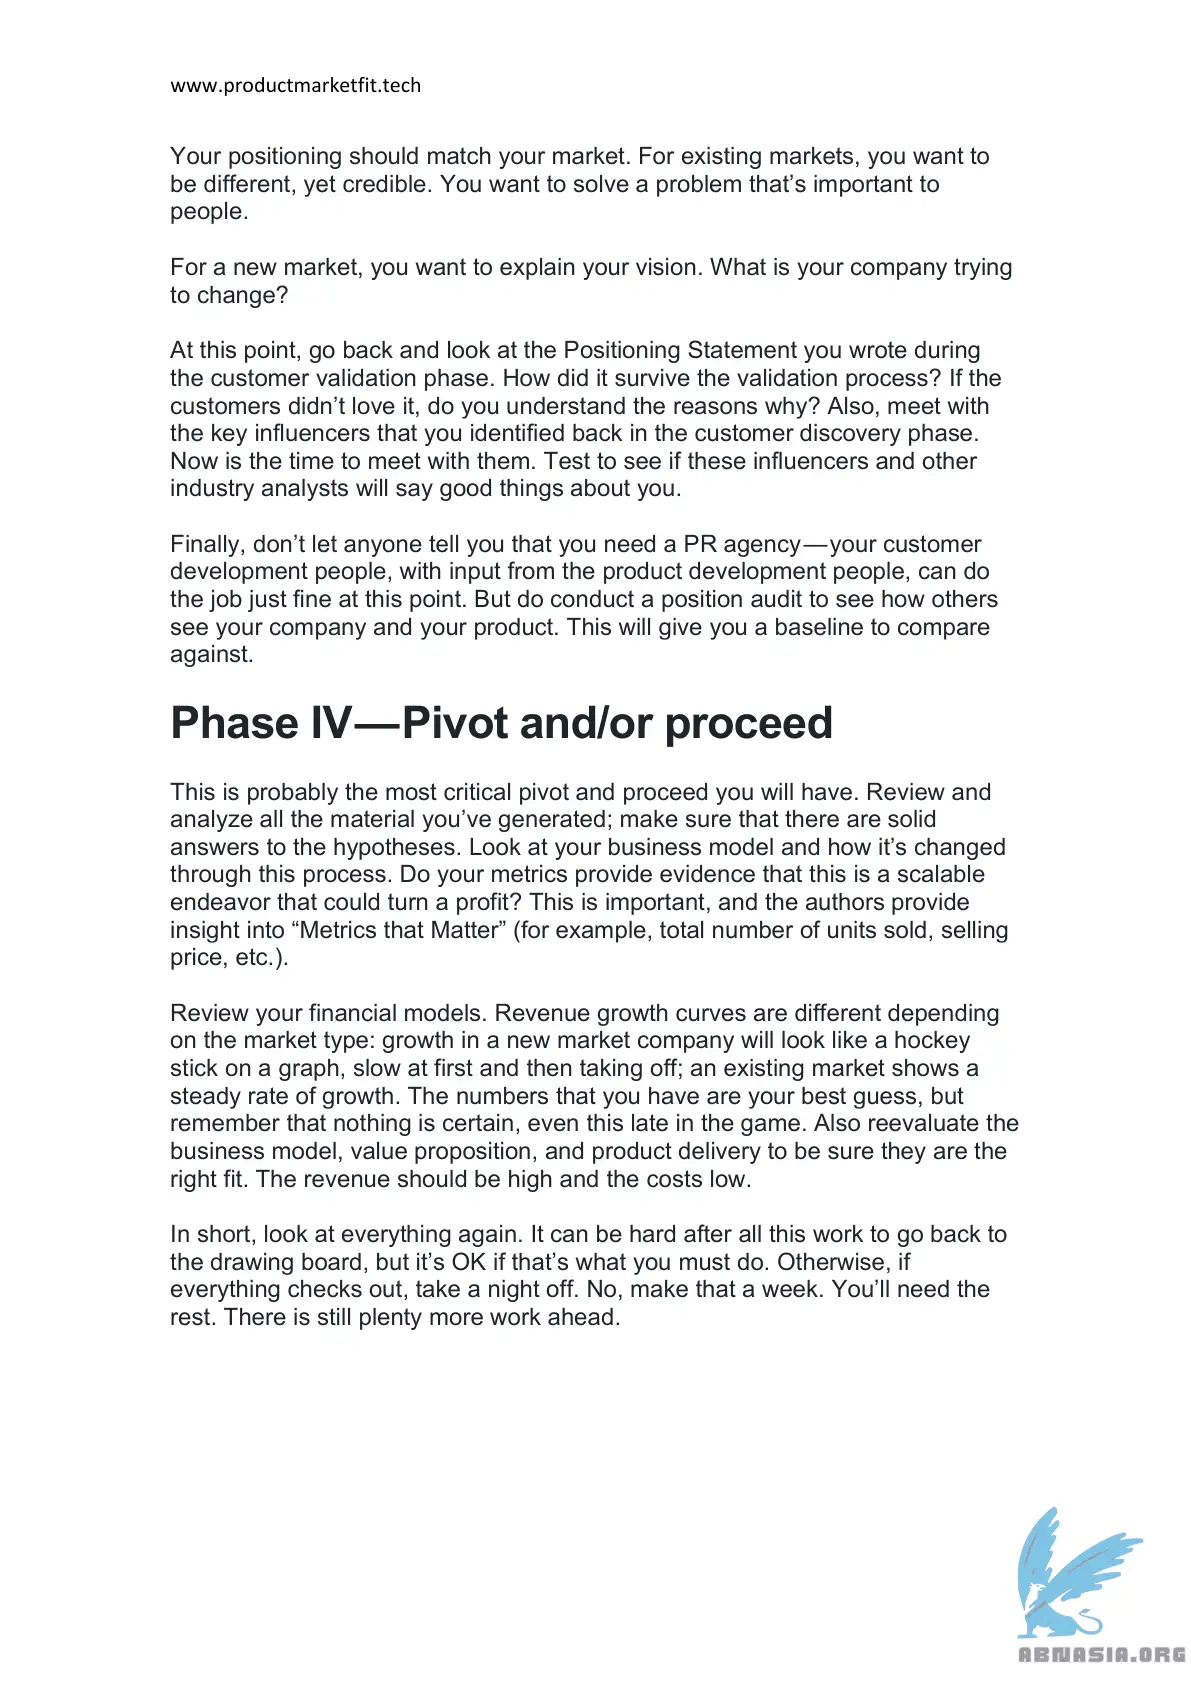 www.productmarketfit.tech
Your positioning should match your market. For existing markets, you want to
be different, yet credible. You want to solve a problem that’s important to
people.
For a new market, you want to explain your vision. What is your company trying
to change?
At this point, go back and look at the Positioning Statement you wrote during
the customer validation phase. How did it survive the validation process? If the
customers didn’t love it, do you understand the reasons why? Also, meet with
the key influencers that you identified back in the customer discovery phase.
Now is the time to meet with them. Test to see if these influencers and other
industry analysts will say good things about you.
Finally, don’t let anyone tell you that you need a PR agency—your customer
development people, with input from the product development people, can do
the job just fine at this point. But do conduct a position audit to see how others
see your company and your product. This will give you a baseline to compare
against.
Phase IV—Pivot and/or proceed
This is probably the most critical pivot and proceed you will have. Review and
analyze all the material you’ve generated; make sure that there are solid
answers to the hypotheses. Look at your business model and how it’s changed
through this process. Do your metrics provide evidence that this is a scalable
endeavor that could turn a profit? This is important, and the authors provide
insight into “Metrics that Matter” (for example, total number of units sold, selling
price, etc.).
Review your financial models. Revenue growth curves are different depending
on the market type: growth in a new market company will look like a hockey
stick on a graph, slow at first and then taking off; an existing market shows a
steady rate of growth. The numbers that you have are your best guess, but
remember that nothing is certain, even this late in the game. Also reevaluate the
business model, value proposition, and product delivery to be sure they are the
right fit. The revenue should be high and the costs low.
In short, look at everything again. It can be hard after all this work to go back to
the drawing board, but it’s OK if that’s what you must do. Otherwise, if
everything checks out, take a night off. No, make that a week. You’ll need the
rest. There is still plenty more work ahead.
ABNASIA.ORG